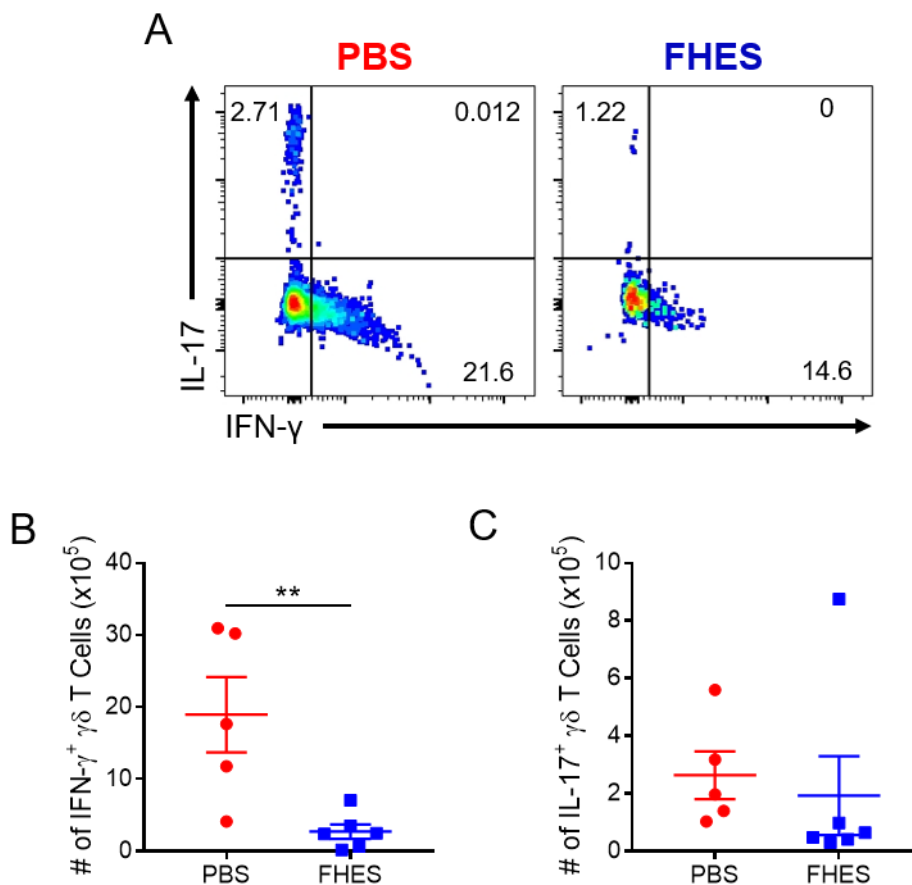 A
PBS
FHES
2.71
0.012
1.22
0
21.6
14.6
IL-17
IFN-γ
B
# of IFN-γ⁺ γδ T Cells (x10⁵)
40
30
20
10
0
**
PBS
FHES
C
# of IL-17⁺ γδ T Cells (x10⁵)
10
8
6
4
2
0
PBS
FHES